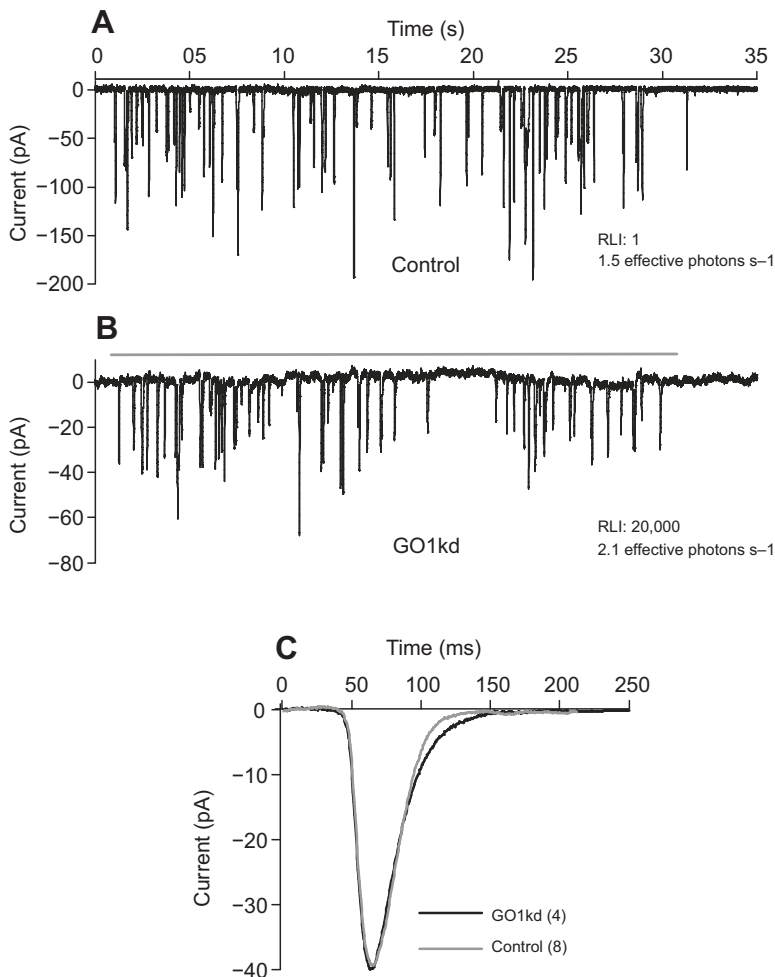 A
Time (s)
0 05 10 15 20 25 30 35
0
−50
−100
−150
−200
Current (pA)
Control
RLI: 1
1.5 effective photons s–1
B
0
−20
−40
−60
−80
Current (pA)
GO1kd
RLI: 20,000
2.1 effective photons s–1
C
Time (ms)
0 50 100 150 200 250
0
−10
−20
−30
−40
Current (pA)
GO1kd (4)
Control (8)